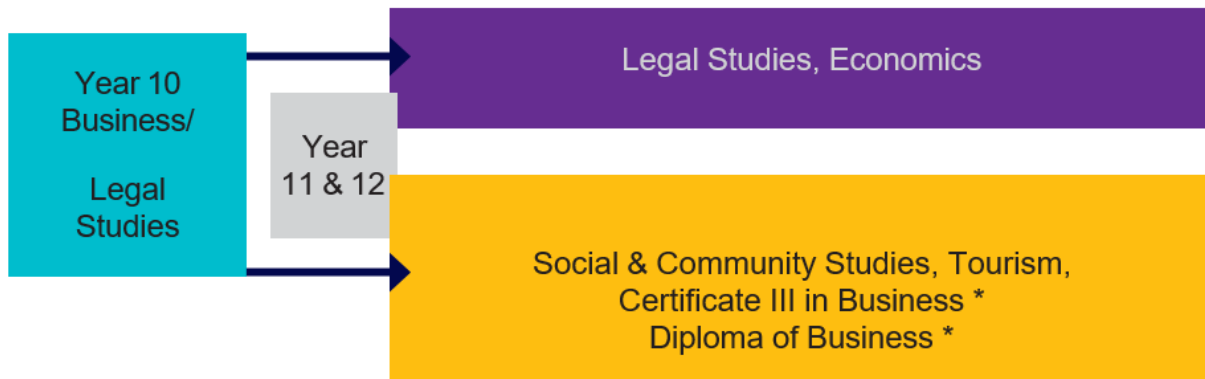 Year 10
Business/
Legal
Studies
Year
11 & 12
Legal Studies, Economics
Social & Community Studies, Tourism,
Certificate III in Business *
Diploma of Business *